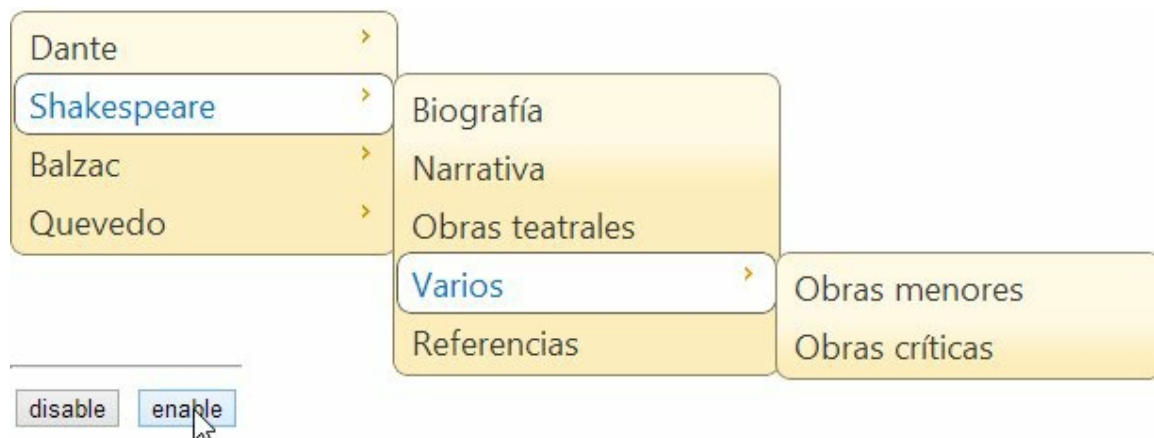 Dante
Shakespeare
Balzac
Quevedo
Biografía
Narrativa
Obras teatrales
Varios
Referencias
Obras menores
Obras críticas
disable enable